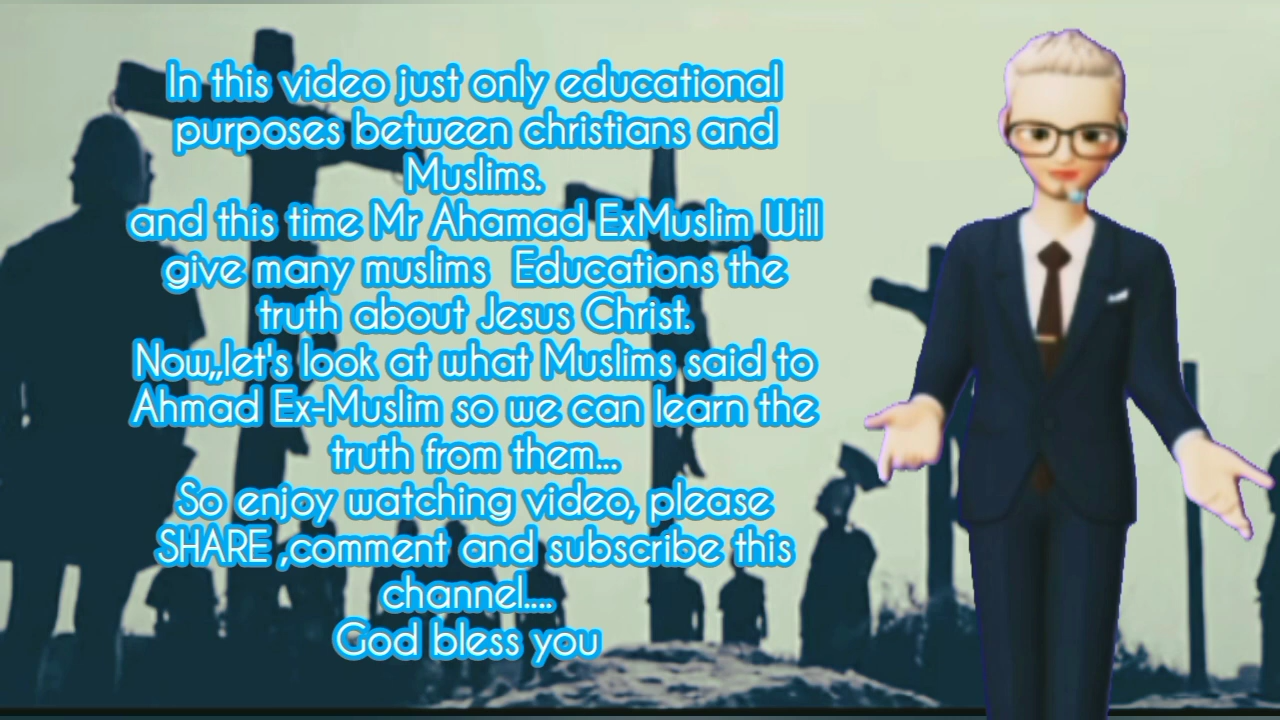 In this video just only educational
purposes between christians and
Muslims.
and this time Mr Ahamad ExMuslim Will
give many muslims Educations the
truth about Jesus Christ.
Now,,let's look at what Muslims said to
Ahmad Ex-Muslim so we can learn the
truth from them...
So enjoy watching video, please
SHARE ,comment and subscribe this
channel....
God bless you